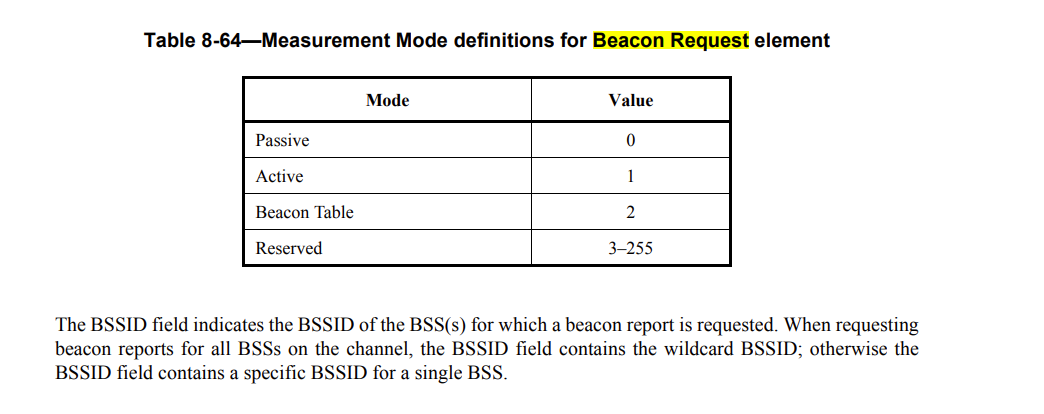 Table 8-64—Measurement Mode definitions for Beacon Request element
Mode Value
Passive 0
Active 1
Beacon Table 2
Reserved 3–255
The BSSID field indicates the BSSID of the BSS(s) for which a beacon report is requested. When requesting
beacon reports for all BSSs on the channel, the BSSID field contains the wildcard BSSID; otherwise the
BSSID field contains a specific BSSID for a single BSS.